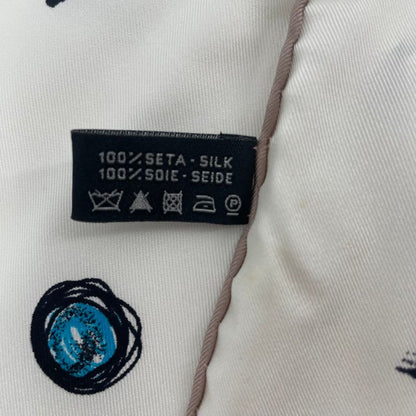 100% SETA - SILK
100% SOIE - SEIDE
P